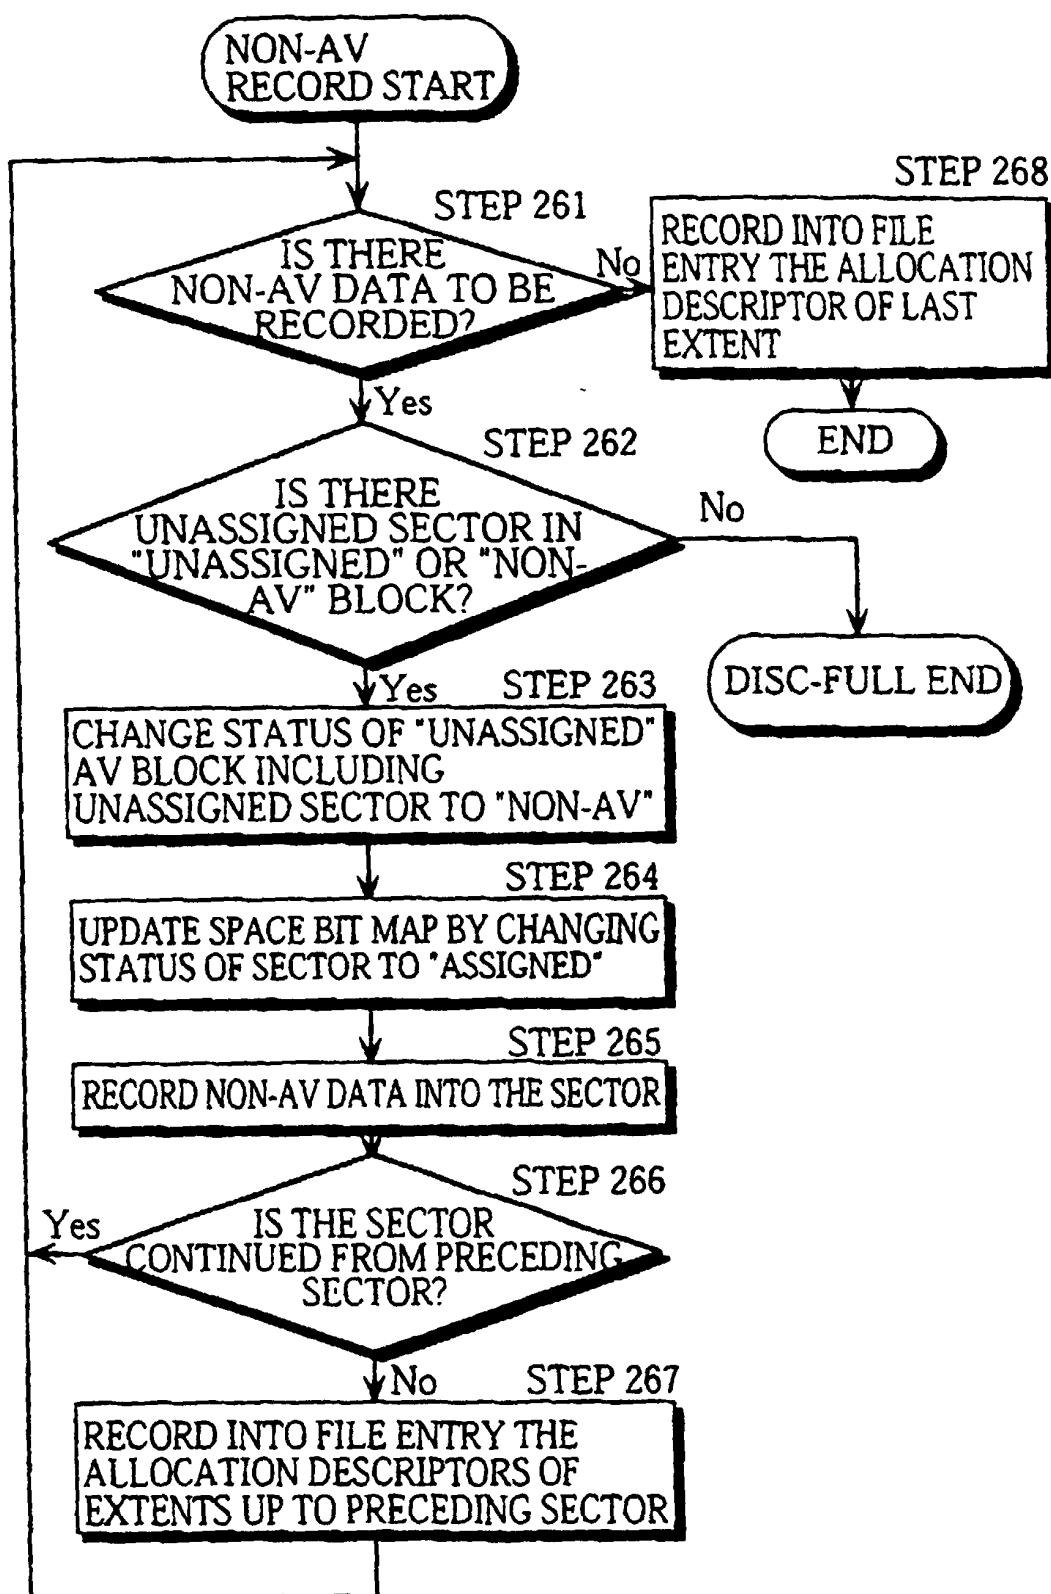 NON-AV
RECORD START
STEP 261
IS THERE
NON-AV DATA TO BE
RECORDED?
No
STEP 268
RECORD INTO FILE
ENTRY THE ALLOCATION
DESCRIPTOR OF LAST
EXTENT
END
Yes
STEP 262
IS THERE
UNASSIGNED SECTOR IN
"UNASSIGNED" OR "NON-
AV" BLOCK?
No
DISC-FULL END
Yes
STEP 263
CHANGE STATUS OF "UNASSIGNED"
AV BLOCK INCLUDING
UNASSIGNED SECTOR TO "NON-AV"
STEP 264
UPDATE SPACE BIT MAP BY CHANGING
STATUS OF SECTOR TO "ASSIGNED"
STEP 265
RECORD NON-AV DATA INTO THE SECTOR
STEP 266
IS THE SECTOR
CONTINUED FROM PRECEDING
SECTOR?
Yes
No
STEP 267
RECORD INTO FILE ENTRY THE
ALLOCATION DESCRIPTORS OF
EXTENTS UP TO PRECEDING SECTOR